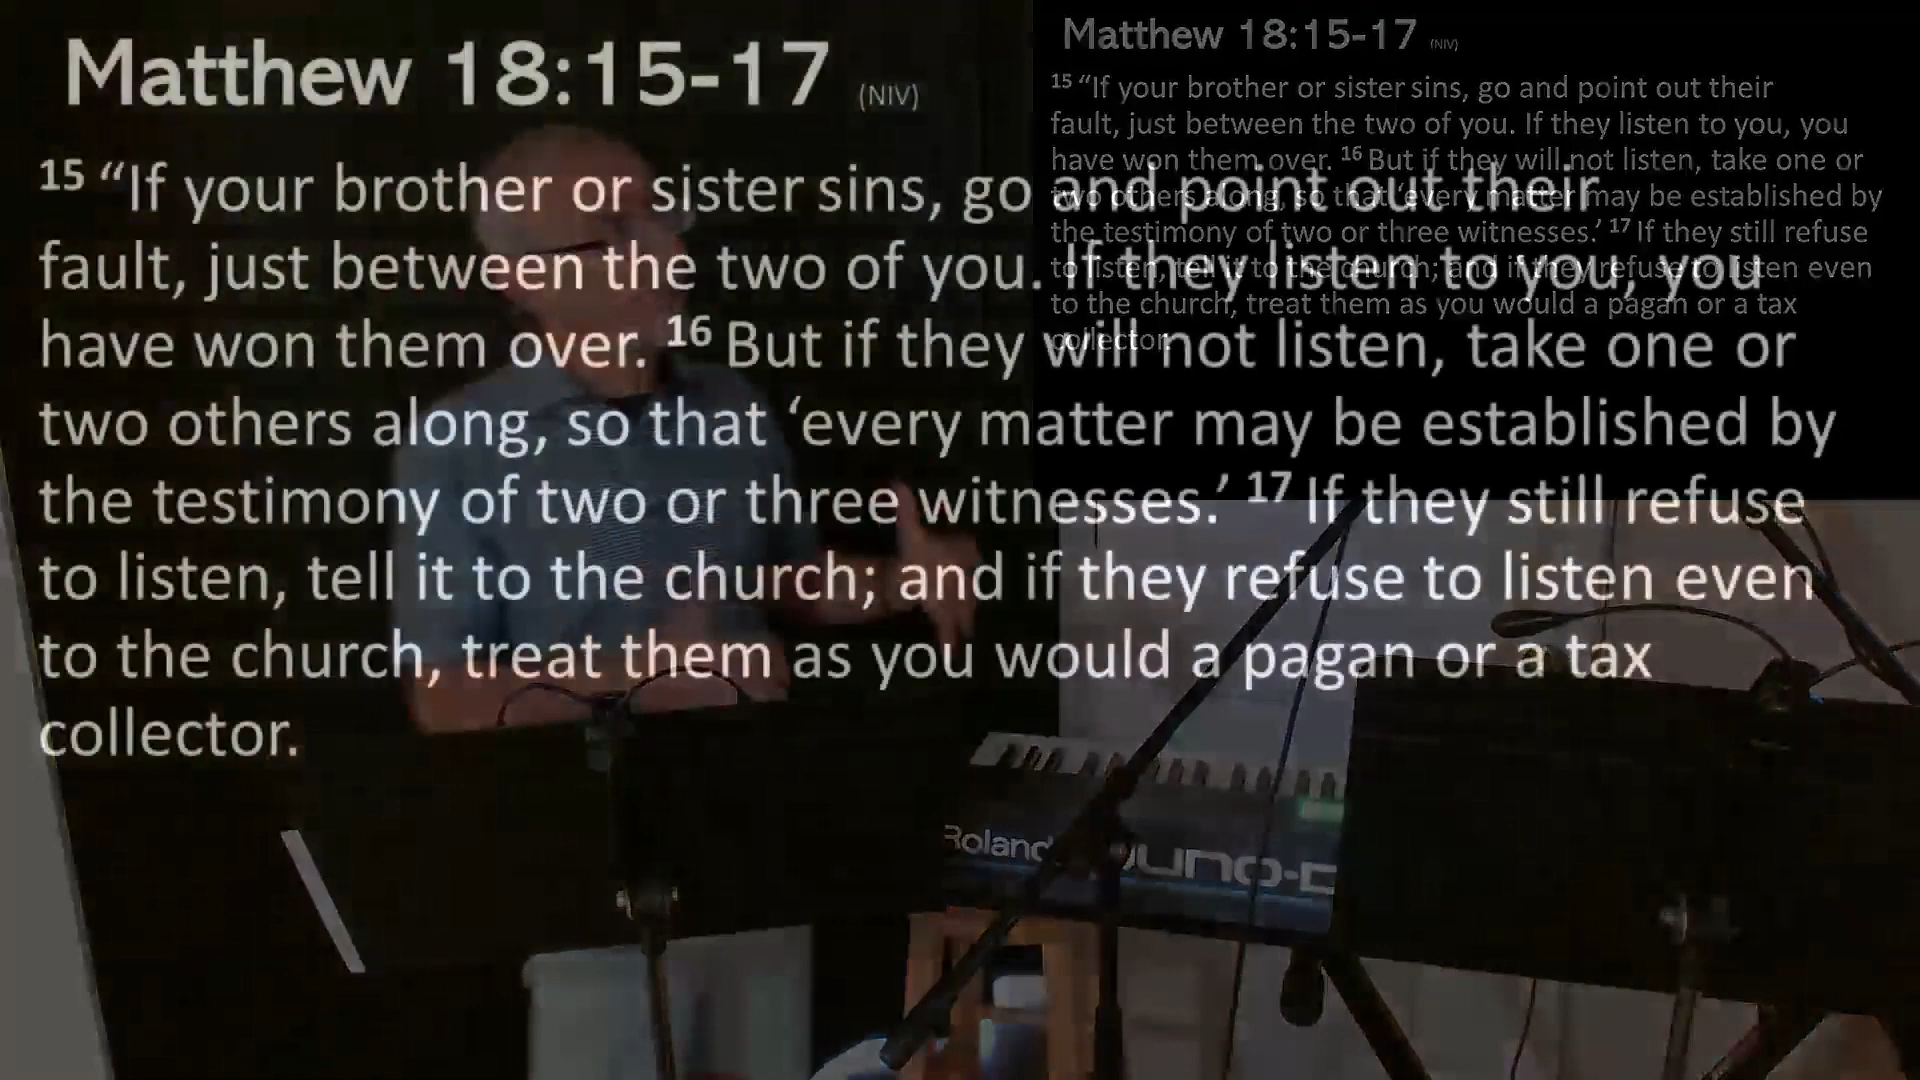 Matthew 18:15-17 (NIV)
15 “If your brother or sister sins, go and point out their
fault, just between the two of you. If they listen to you, you
have won them over. 16 But if they will not listen, take one or
two others along, so that ‘every matter may be established by
the testimony of two or three witnesses.’ 17 If they still refuse
to listen, tell it to the church; and if they refuse to listen even
to the church, treat them as you would a pagan or a tax
collector.
Matthew 18:15-17 (NIV)
15 “If your brother or sister sins, go and point out their
fault, just between the two of you. If they listen to you, you
have won them over. 16 But if they will not listen, take one or
two others along, so that ‘every matter may be established by
the testimony of two or three witnesses.’ 17 If they still refuse
to listen, tell it to the church; and if they refuse to listen even
to the church, treat them as you would a pagan or a tax
collector.
Roland